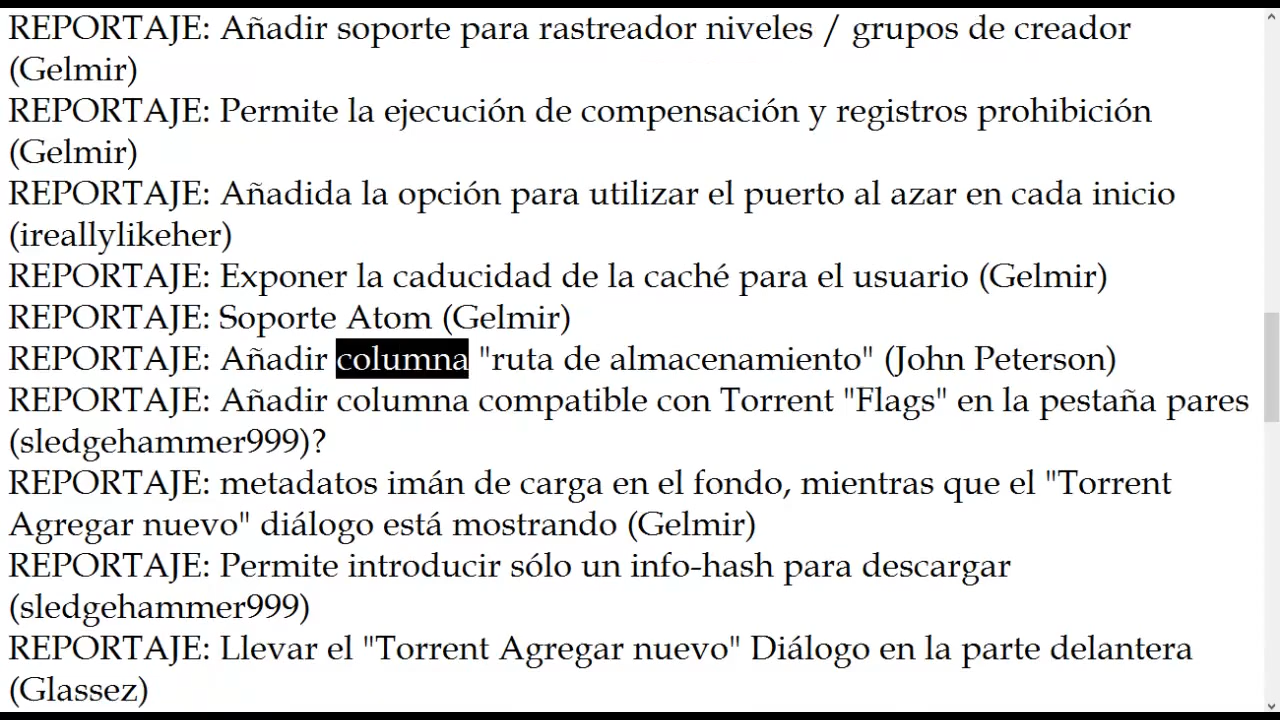 REPORTAJE: Añadir soporte para rastreador niveles / grupos de creador
(Gelmir)
REPORTAJE: Permite la ejecución de compensación y registros prohibición
(Gelmir)
REPORTAJE: Añadida la opción para utilizar el puerto al azar en cada inicio
(ireallylikeher)
REPORTAJE: Exponer la caducidad de la caché para el usuario (Gelmir)
REPORTAJE: Soporte Atom (Gelmir)
REPORTAJE: Añadir columna "ruta de almacenamiento" (John Peterson)
REPORTAJE: Añadir columna compatible con Torrent "Flags" en la pestaña pares
(sledgehammer999)?
REPORTAJE: metadatos imán de carga en el fondo, mientras que el "Torrent
Agregar nuevo" diálogo está mostrando (Gelmir)
REPORTAJE: Permite introducir sólo un info-hash para descargar
(sledgehammer999)
REPORTAJE: Llevar el "Torrent Agregar nuevo" Diálogo en la parte delantera
(Glassez)